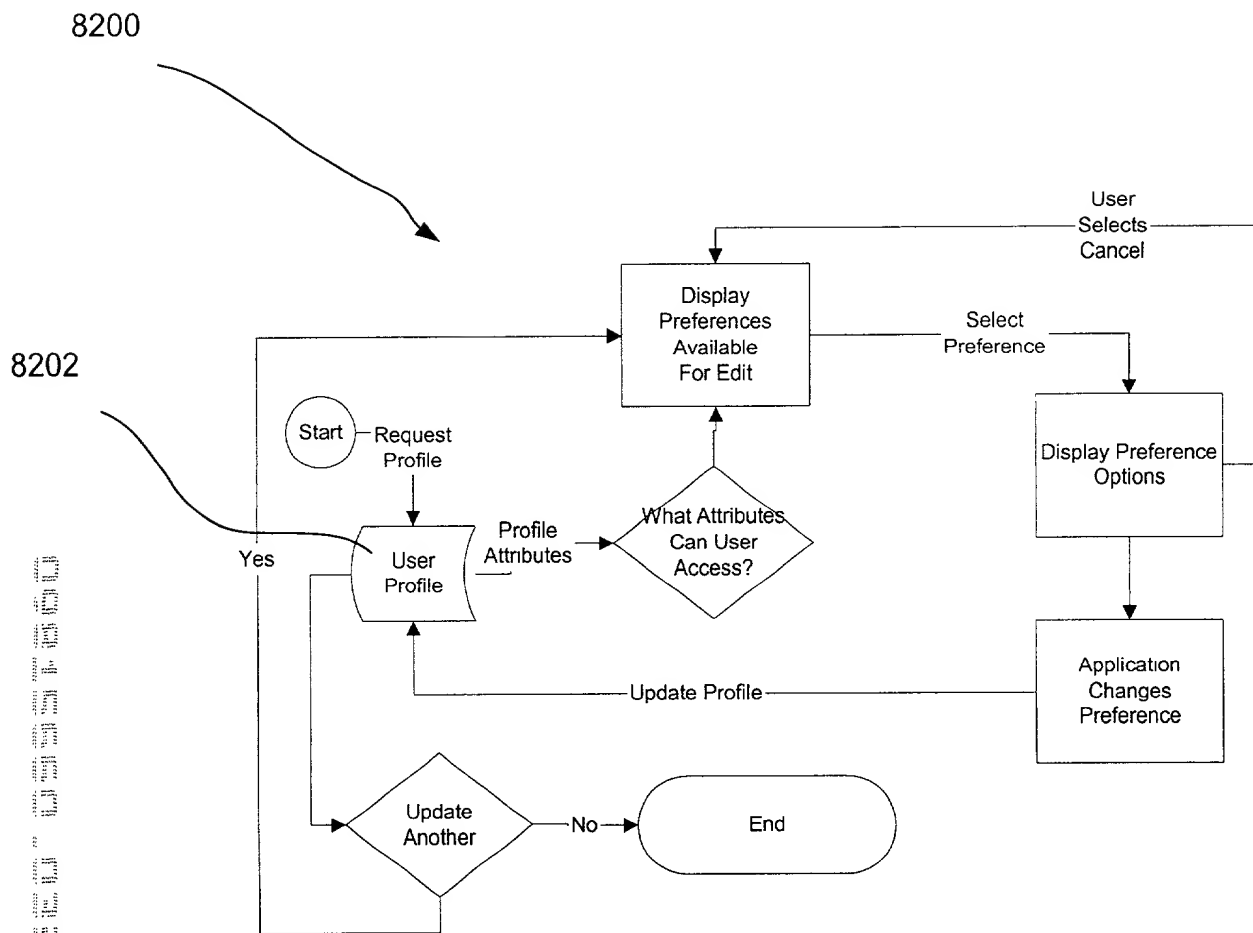 8200
User
Selects
Cancel
Display
Preferences
Available
For Edit
Select
Preference
8202
Start
Request
Profile
Display Preference
Options
What Attributes
Can User
Access?
Profile
Attributes
User
Profile
Yes
Application
Changes
Preference
Update Profile
Update
Another
No
End